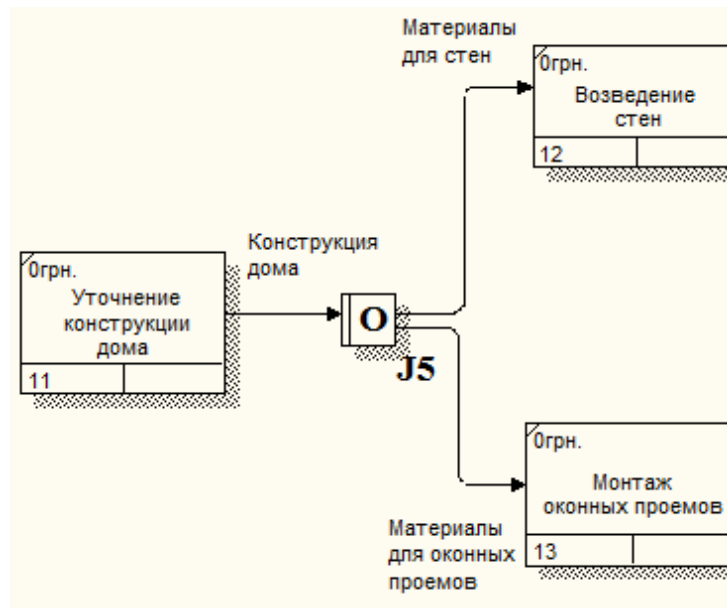 Материалы
для стен
0грн.
Возведение
стен
12
Конструкция
дома
0грн.
Уточнение
конструкции
дома
11
O
J5
0грн.
Монтаж
оконных проемов
13
Материалы
для оконных
проемов